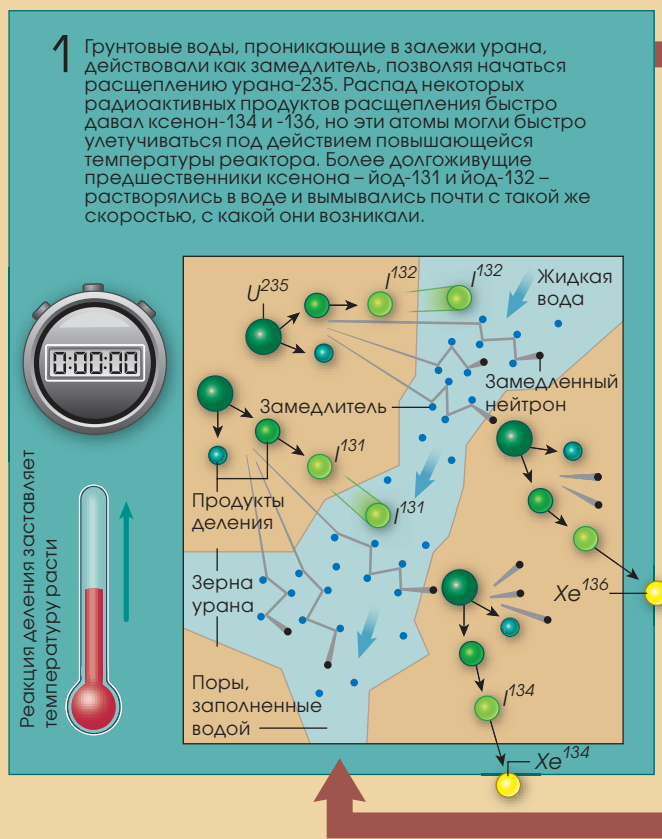 1
Грунтовые воды, проникающие в залежи урана,
действовали как замедлитель, позволяя начаться
расщеплению урана-235. Распад некоторых
радиоактивных продуктов расщепления быстро
давал ксенон-134 и -136, но эти атомы могли быстро
улетучиваться под действием повышающейся
температуры реактора. Более долгоживущие
предшественники ксенона – йод-131 и йод-132 –
растворялись в воде и вымывались почти с такой же
скоростью, с какой они возникали.
U²³⁵
I¹³²
I¹³²
Жидкая
вода
0:00:00
Замедлитель
Замедленный
нейтрон
I¹³¹
I¹³¹
Продукты
деления
Зерна
урана
Xe¹³⁶
Поры,
заполненные
водой
I¹³⁴
Xe¹³⁴
Реакция деления заставляет
температуру расти